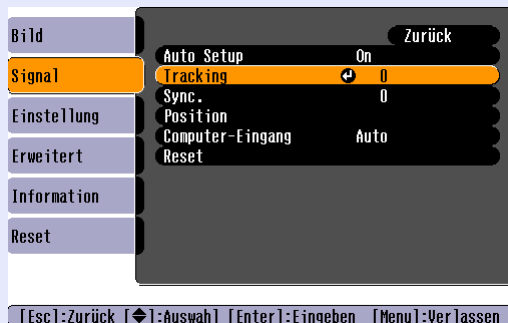 Bild
Signal
Einstellung
Erweitert
Information
Reset
Zurück
Auto Setup On
Tracking 0
Sync. 0
Position
Computer-Eingang Auto
Reset
[Esc]:Zurück [◆]:Auswahl [Enter]:Eingeben [Menu]:Verlassen